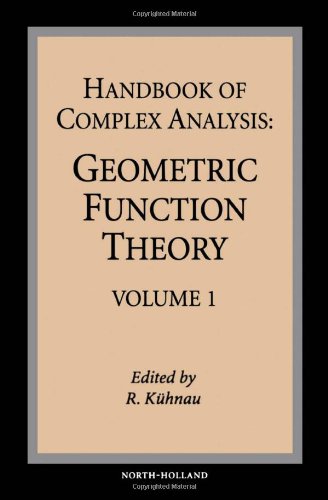 HANDBOOK OF
COMPLEX ANALYSIS:
GEOMETRIC
FUNCTION
THEORY
VOLUME 1
Edited by
R. Kühnau
NORTH-HOLLAND